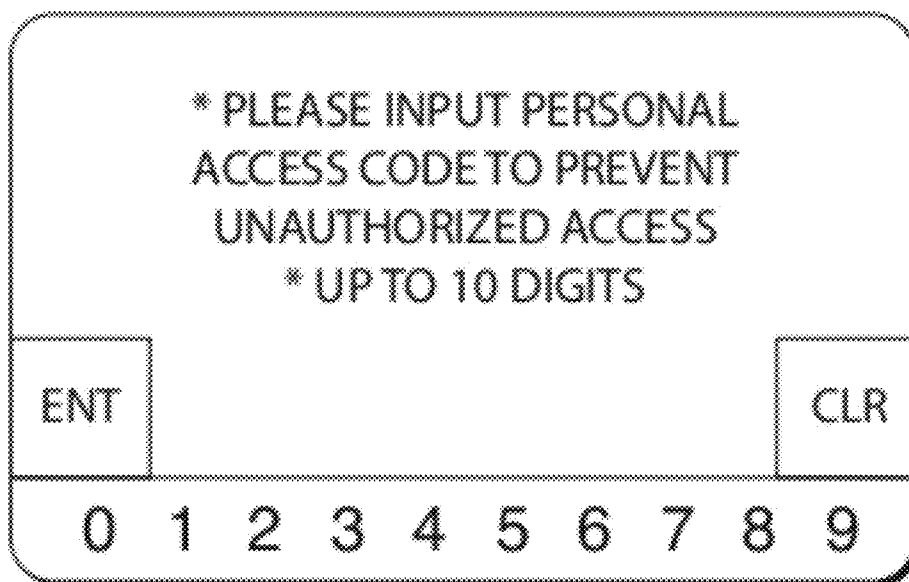 * PLEASE INPUT PERSONAL
ACCESS CODE TO PREVENT
UNAUTHORIZED ACCESS
* UP TO 10 DIGITS
ENT CLR
0 1 2 3 4 5 6 7 8 9